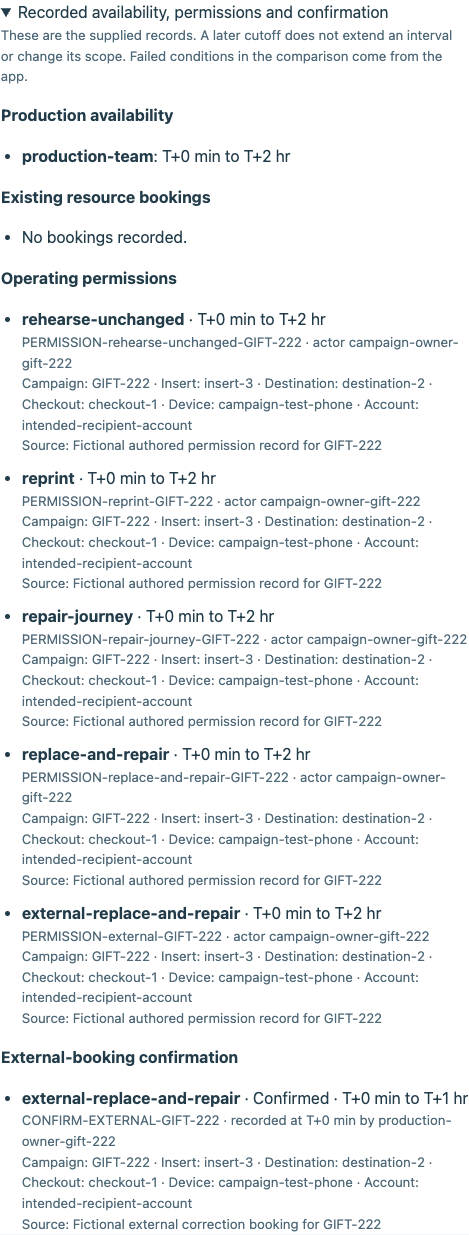 ▼ Recorded availability, permissions and confirmation
These are the supplied records. A later cutoff does not extend an interval
or change its scope. Failed conditions in the comparison come from the
app.
Production availability
• production-team: T+0 min to T+2 hr
Existing resource bookings
• No bookings recorded.
Operating permissions
• rehearse-unchanged · T+0 min to T+2 hr
PERMISSION-rehearse-unchanged-GIFT-222 · actor campaign-owner-
gift-222
Campaign: GIFT-222 · Insert: insert-3 · Destination: destination-2 ·
Checkout: checkout-1 · Device: campaign-test-phone · Account:
intended-recipient-account
Source: Fictional authored permission record for GIFT-222
• reprint · T+0 min to T+2 hr
PERMISSION-reprint-GIFT-222 · actor campaign-owner-gift-222
Campaign: GIFT-222 · Insert: insert-3 · Destination: destination-2 ·
Checkout: checkout-1 · Device: campaign-test-phone · Account:
intended-recipient-account
Source: Fictional authored permission record for GIFT-222
• repair-journey · T+0 min to T+2 hr
PERMISSION-repair-journey-GIFT-222 · actor campaign-owner-gift-222
Campaign: GIFT-222 · Insert: insert-3 · Destination: destination-2 ·
Checkout: checkout-1 · Device: campaign-test-phone · Account:
intended-recipient-account
Source: Fictional authored permission record for GIFT-222
• replace-and-repair · T+0 min to T+2 hr
PERMISSION-replace-and-repair-GIFT-222 · actor campaign-owner-
gift-222
Campaign: GIFT-222 · Insert: insert-3 · Destination: destination-2 ·
Checkout: checkout-1 · Device: campaign-test-phone · Account:
intended-recipient-account
Source: Fictional authored permission record for GIFT-222
• external-replace-and-repair · T+0 min to T+2 hr
PERMISSION-external-GIFT-222 · actor campaign-owner-gift-222
Campaign: GIFT-222 · Insert: insert-3 · Destination: destination-2 ·
Checkout: checkout-1 · Device: campaign-test-phone · Account:
intended-recipient-account
Source: Fictional authored permission record for GIFT-222
External-booking confirmation
• external-replace-and-repair · Confirmed · T+0 min to T+1 hr
CONFIRM-EXTERNAL-GIFT-222 · recorded at T+0 min by production-
owner-gift-222
Campaign: GIFT-222 · Insert: insert-3 · Destination: destination-2 ·
Checkout: checkout-1 · Device: campaign-test-phone · Account:
intended-recipient-account
Source: Fictional external correction booking for GIFT-222